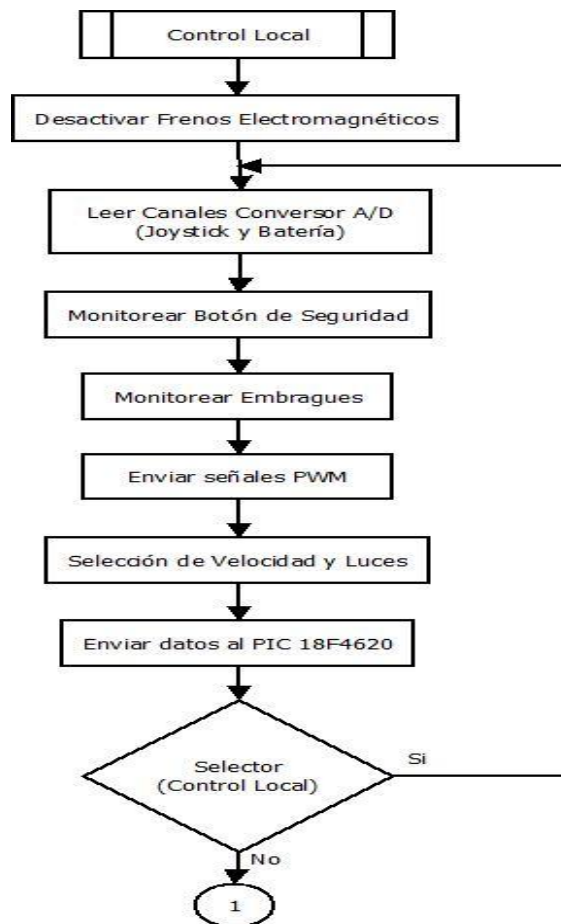 Control Local
Desactivar Frenos Electromagnéticos
Leer Canales Conversor A/D
(Joystick y Batería)
Monitorear Botón de Seguridad
Monitorear Embragues
Enviar señales PWM
Selección de Velocidad y Luces
Enviar datos al PIC 18F4620
Selector
(Control Local)
Si
No
1